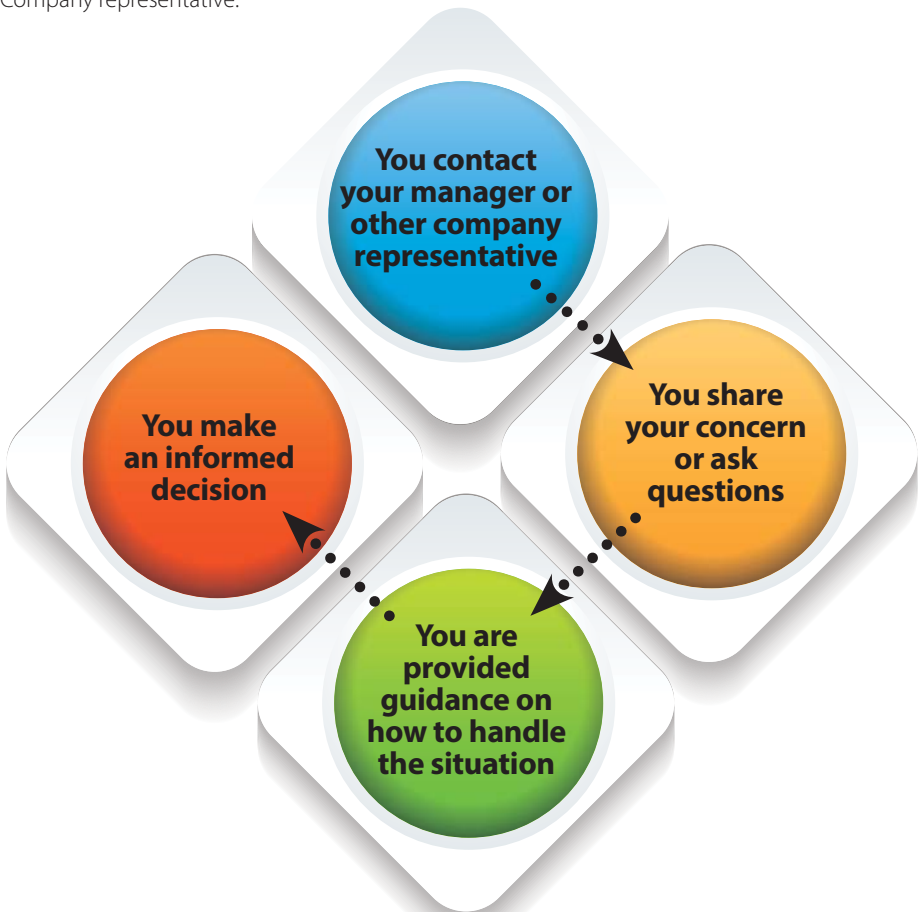 Company representative.
You contact
your manager or
other company
representative
You share
your concern
or ask
questions
You are
provided
guidance on
how to handle
the situation
You make
an informed
decision